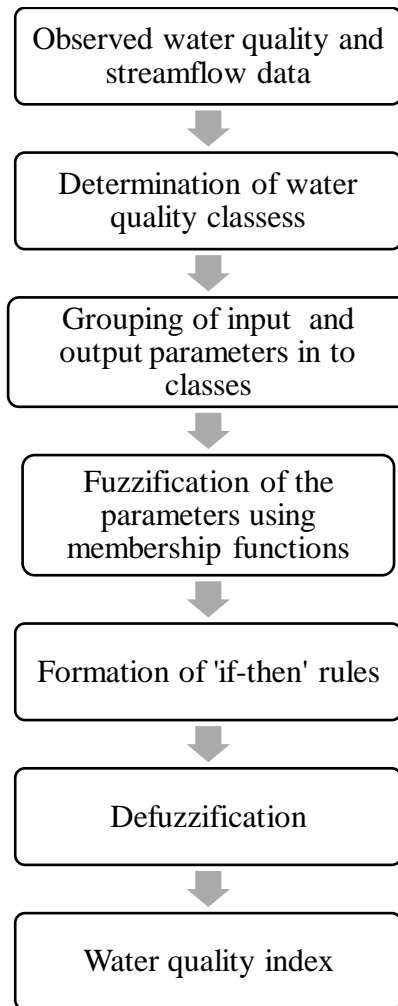 Observed water quality and
streamflow data
Determination of water
quality classess
Grouping of input and
output parameters in to
classes
Fuzzification of the
parameters using
membership functions
Formation of 'if-then' rules
Defuzzification
Water quality index